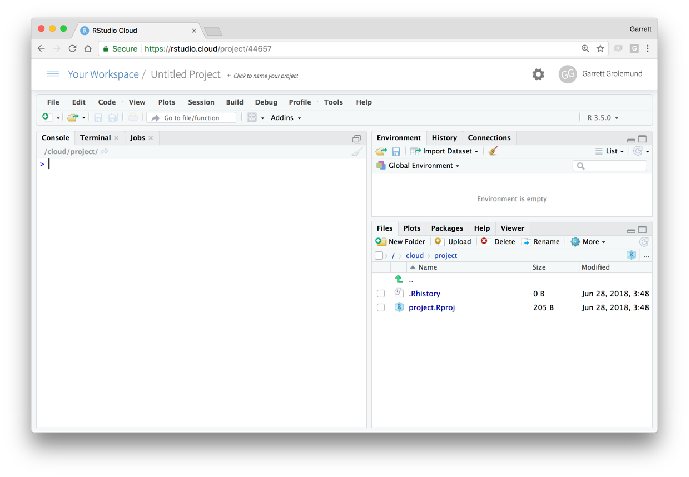 RStudio Cloud
Garrett
Secure https://rstudio.cloud/project/44657
Your Workspace / Untitled Project ← Click to name your project
GG Garrett Grolemund
File Edit Code View Plots Session Build Debug Profile Tools Help
Go to file/function Addins R 3.5.0
Console Terminal Jobs
/cloud/project/
>
Environment History Connections
Import Dataset List
Global Environment
Environment is empty
Files Plots Packages Help Viewer
New Folder Upload Delete Rename More
/ cloud project ...
Name Size Modified
..
.Rhistory 0 B Jun 28, 2018, 3:48
project.Rproj 205 B Jun 28, 2018, 3:48